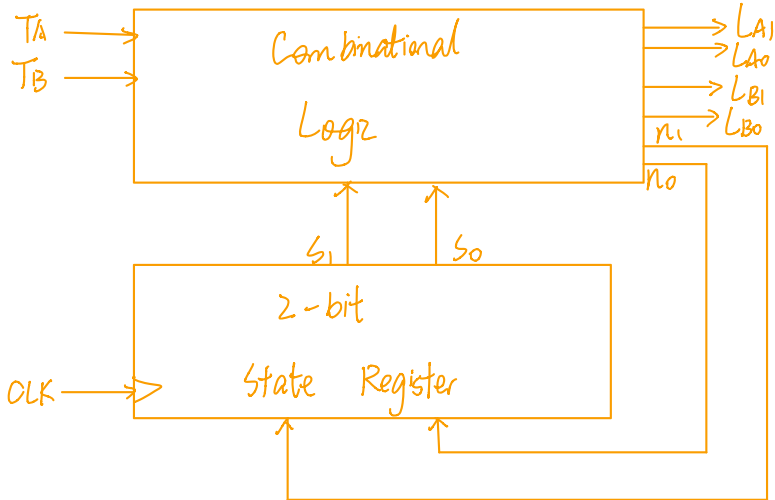 TA
TB
Combinational
Logic
LA1
LA0
LB1
LB0
n1
n0
S1 S0
2-bit
State Register
CLK